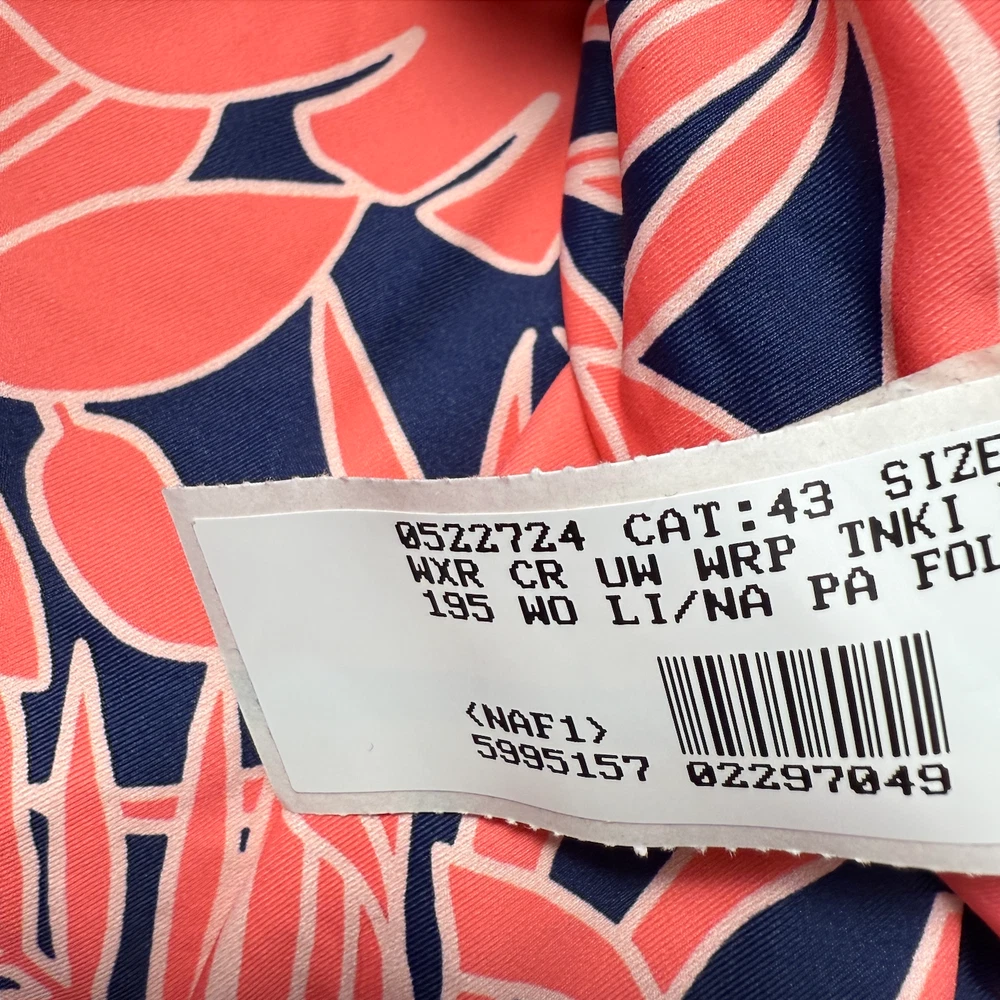 0522724 CAT:43 SIZE
WXR CR UW WRP TNKI
195 WO LI/NA PA FOL
<NAF1>
5995157 02297049